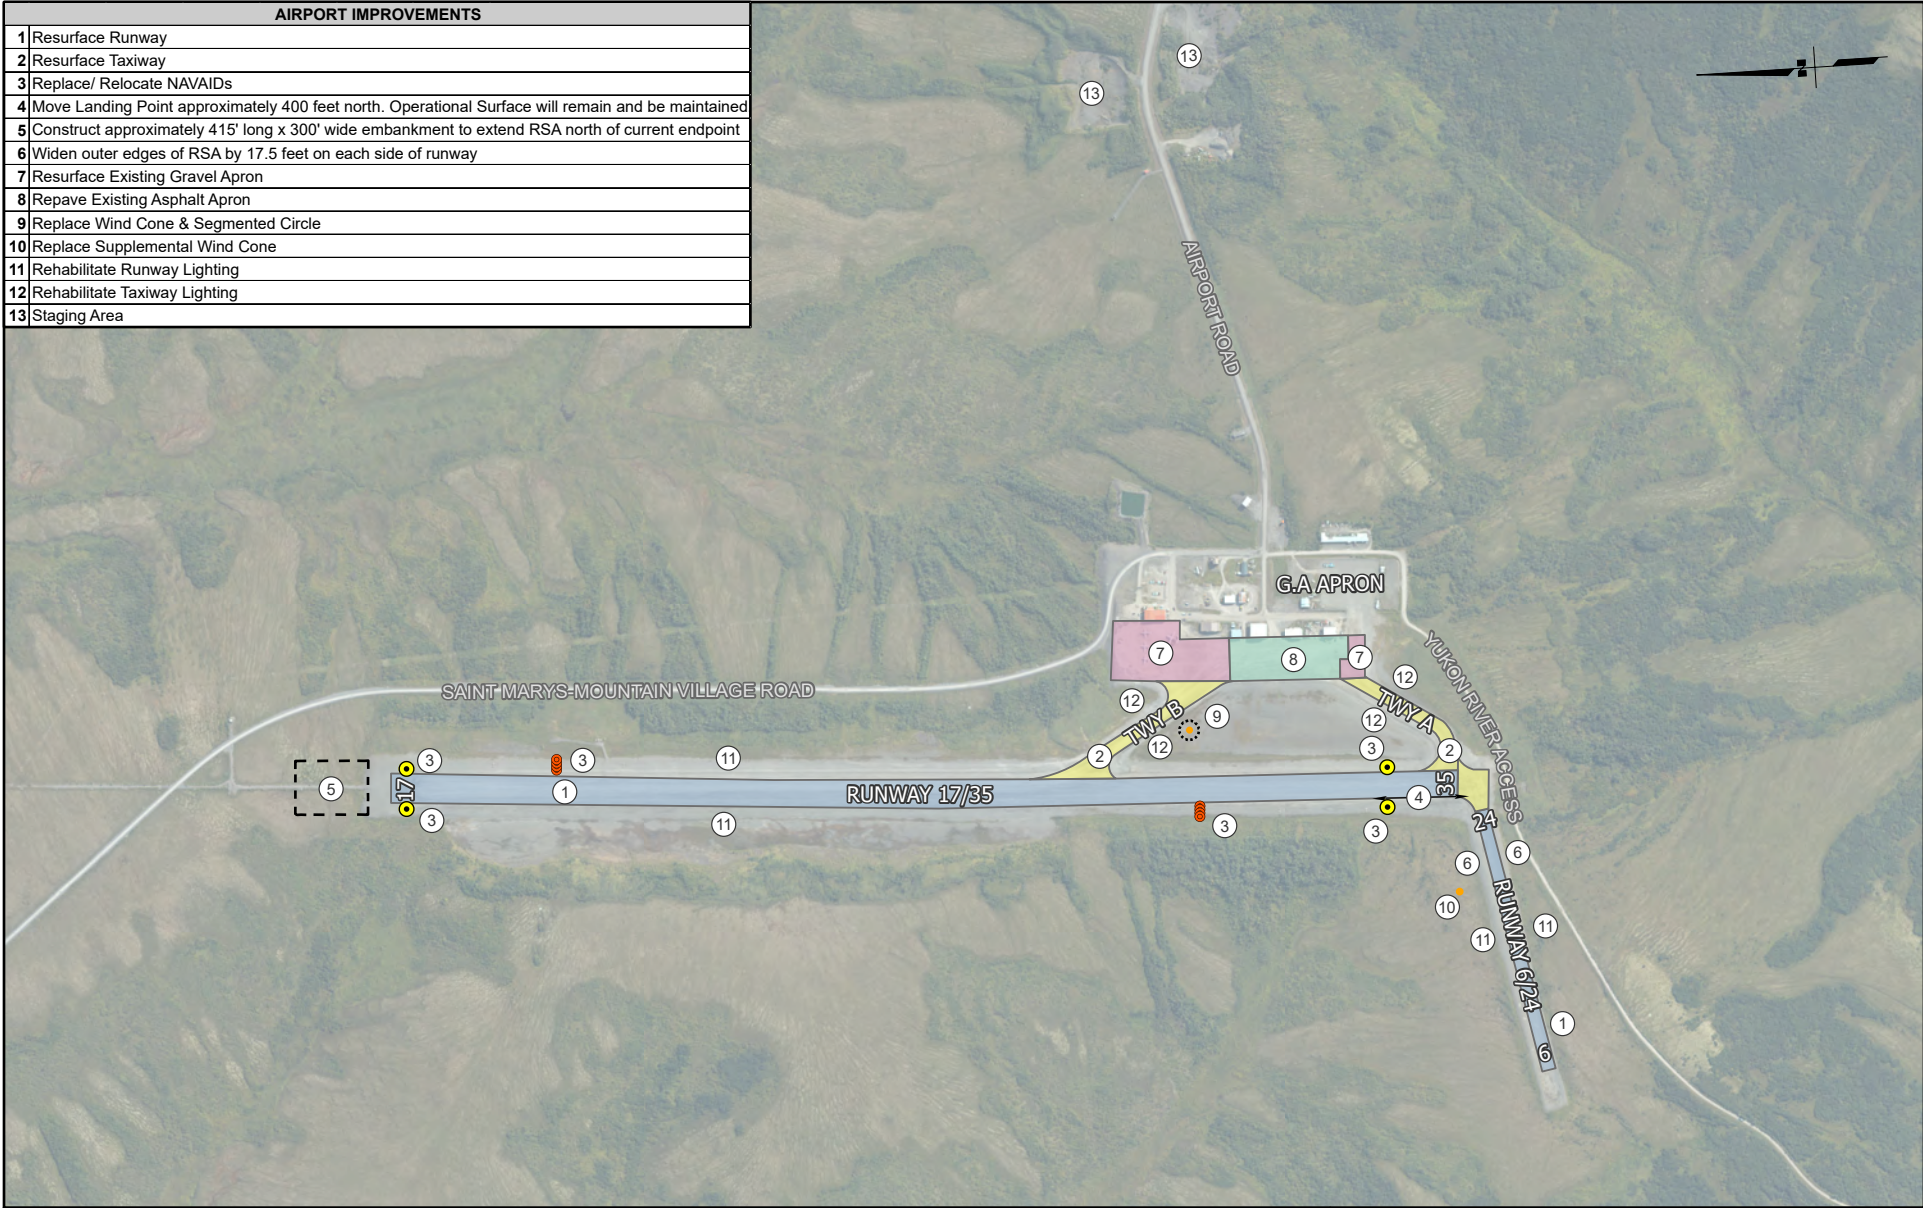 AIRPORT IMPROVEMENTS
1 Resurface Runway
2 Resurface Taxiway
3 Replace/ Relocate NAVAIDs
4 Move Landing Point approximately 400 feet north. Operational Surface will remain and be maintained
5 Construct approximately 415' long x 300' wide embankment to extend RSA north of current endpoint
6 Widen outer edges of RSA by 17.5 feet on each side of runway
7 Resurface Existing Gravel Apron
8 Repave Existing Asphalt Apron
9 Replace Wind Cone & Segmented Circle
10 Replace Supplemental Wind Cone
11 Rehabilitate Runway Lighting
12 Rehabilitate Taxiway Lighting
13 Staging Area
13
13
N
AIRPORT ROAD
G.A APRON
7
8
7
YUKON RIVER ACCESS
SAINT MARYS-MOUNTAIN VILLAGE ROAD
12
12
TWY B
9
TWY A
12
12
2
2
3
3
11
3
5
17
1
RUNWAY 17/35
35
4
3
11
3
3
24
6
6
10
RUNWAY 6/24
11
11
1
6